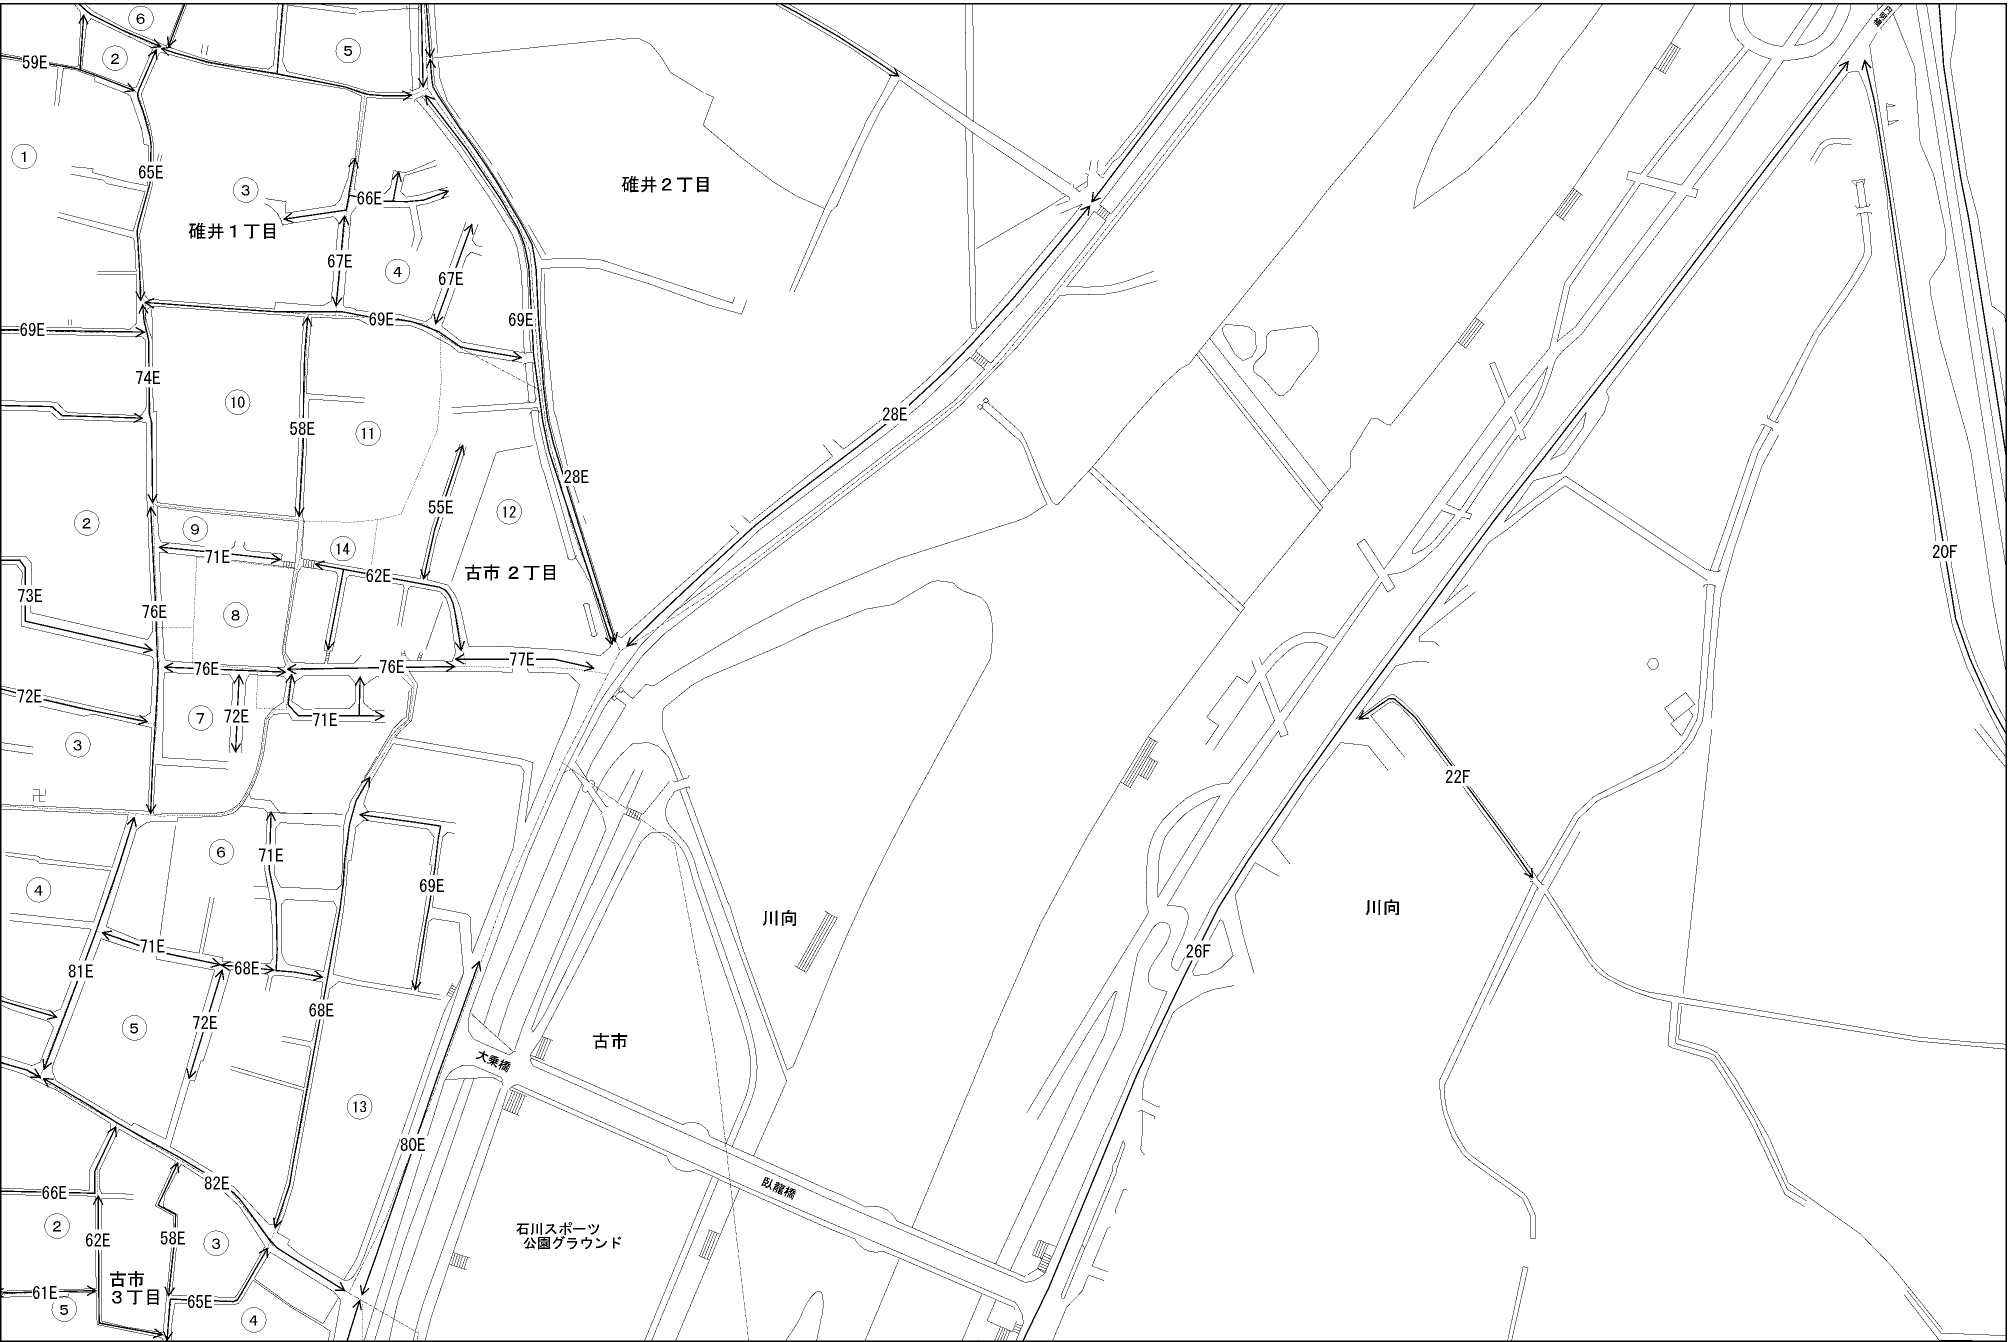 ⑥
②
⑤
59E
①
65E
③
66E
碓井２丁目
碓井１丁目
67E
④
67E
69E
69E
69E
74E
⑩
58E
⑪
28E
28E
55E
⑫
②
⑨
71E
⑭
62E
古市 ２丁目
20F
73E
76E
⑧
76E
76E
77E
72E
⑦
72E
71E
③
22F
⑥
71E
④
69E
川向
川向
71E
68E
81E
26F
68E
⑤
72E
古市
大乗橋
⑬
80E
82E
66E
臥龍橋
②
58E
③
62E
石川スポーツ
公園グラウンド
古市
３丁目
61E
⑤
65E
④